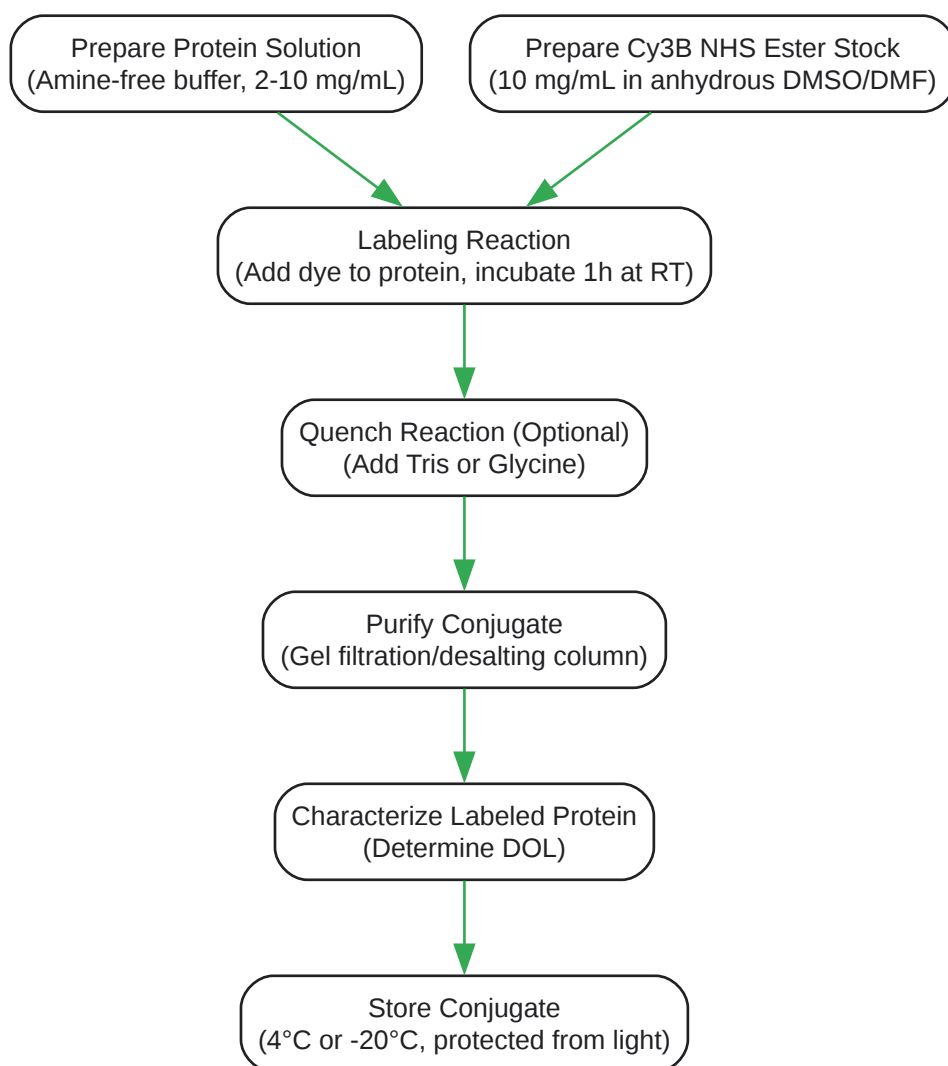 Prepare Protein Solution
(Amine-free buffer, 2-10 mg/mL)
Prepare Cy3B NHS Ester Stock
(10 mg/mL in anhydrous DMSO/DMF)
Labeling Reaction
(Add dye to protein, incubate 1h at RT)
Quench Reaction (Optional)
(Add Tris or Glycine)
Purify Conjugate
(Gel filtration/desalting column)
Characterize Labeled Protein
(Determine DOL)
Store Conjugate
(4°C or -20°C, protected from light)